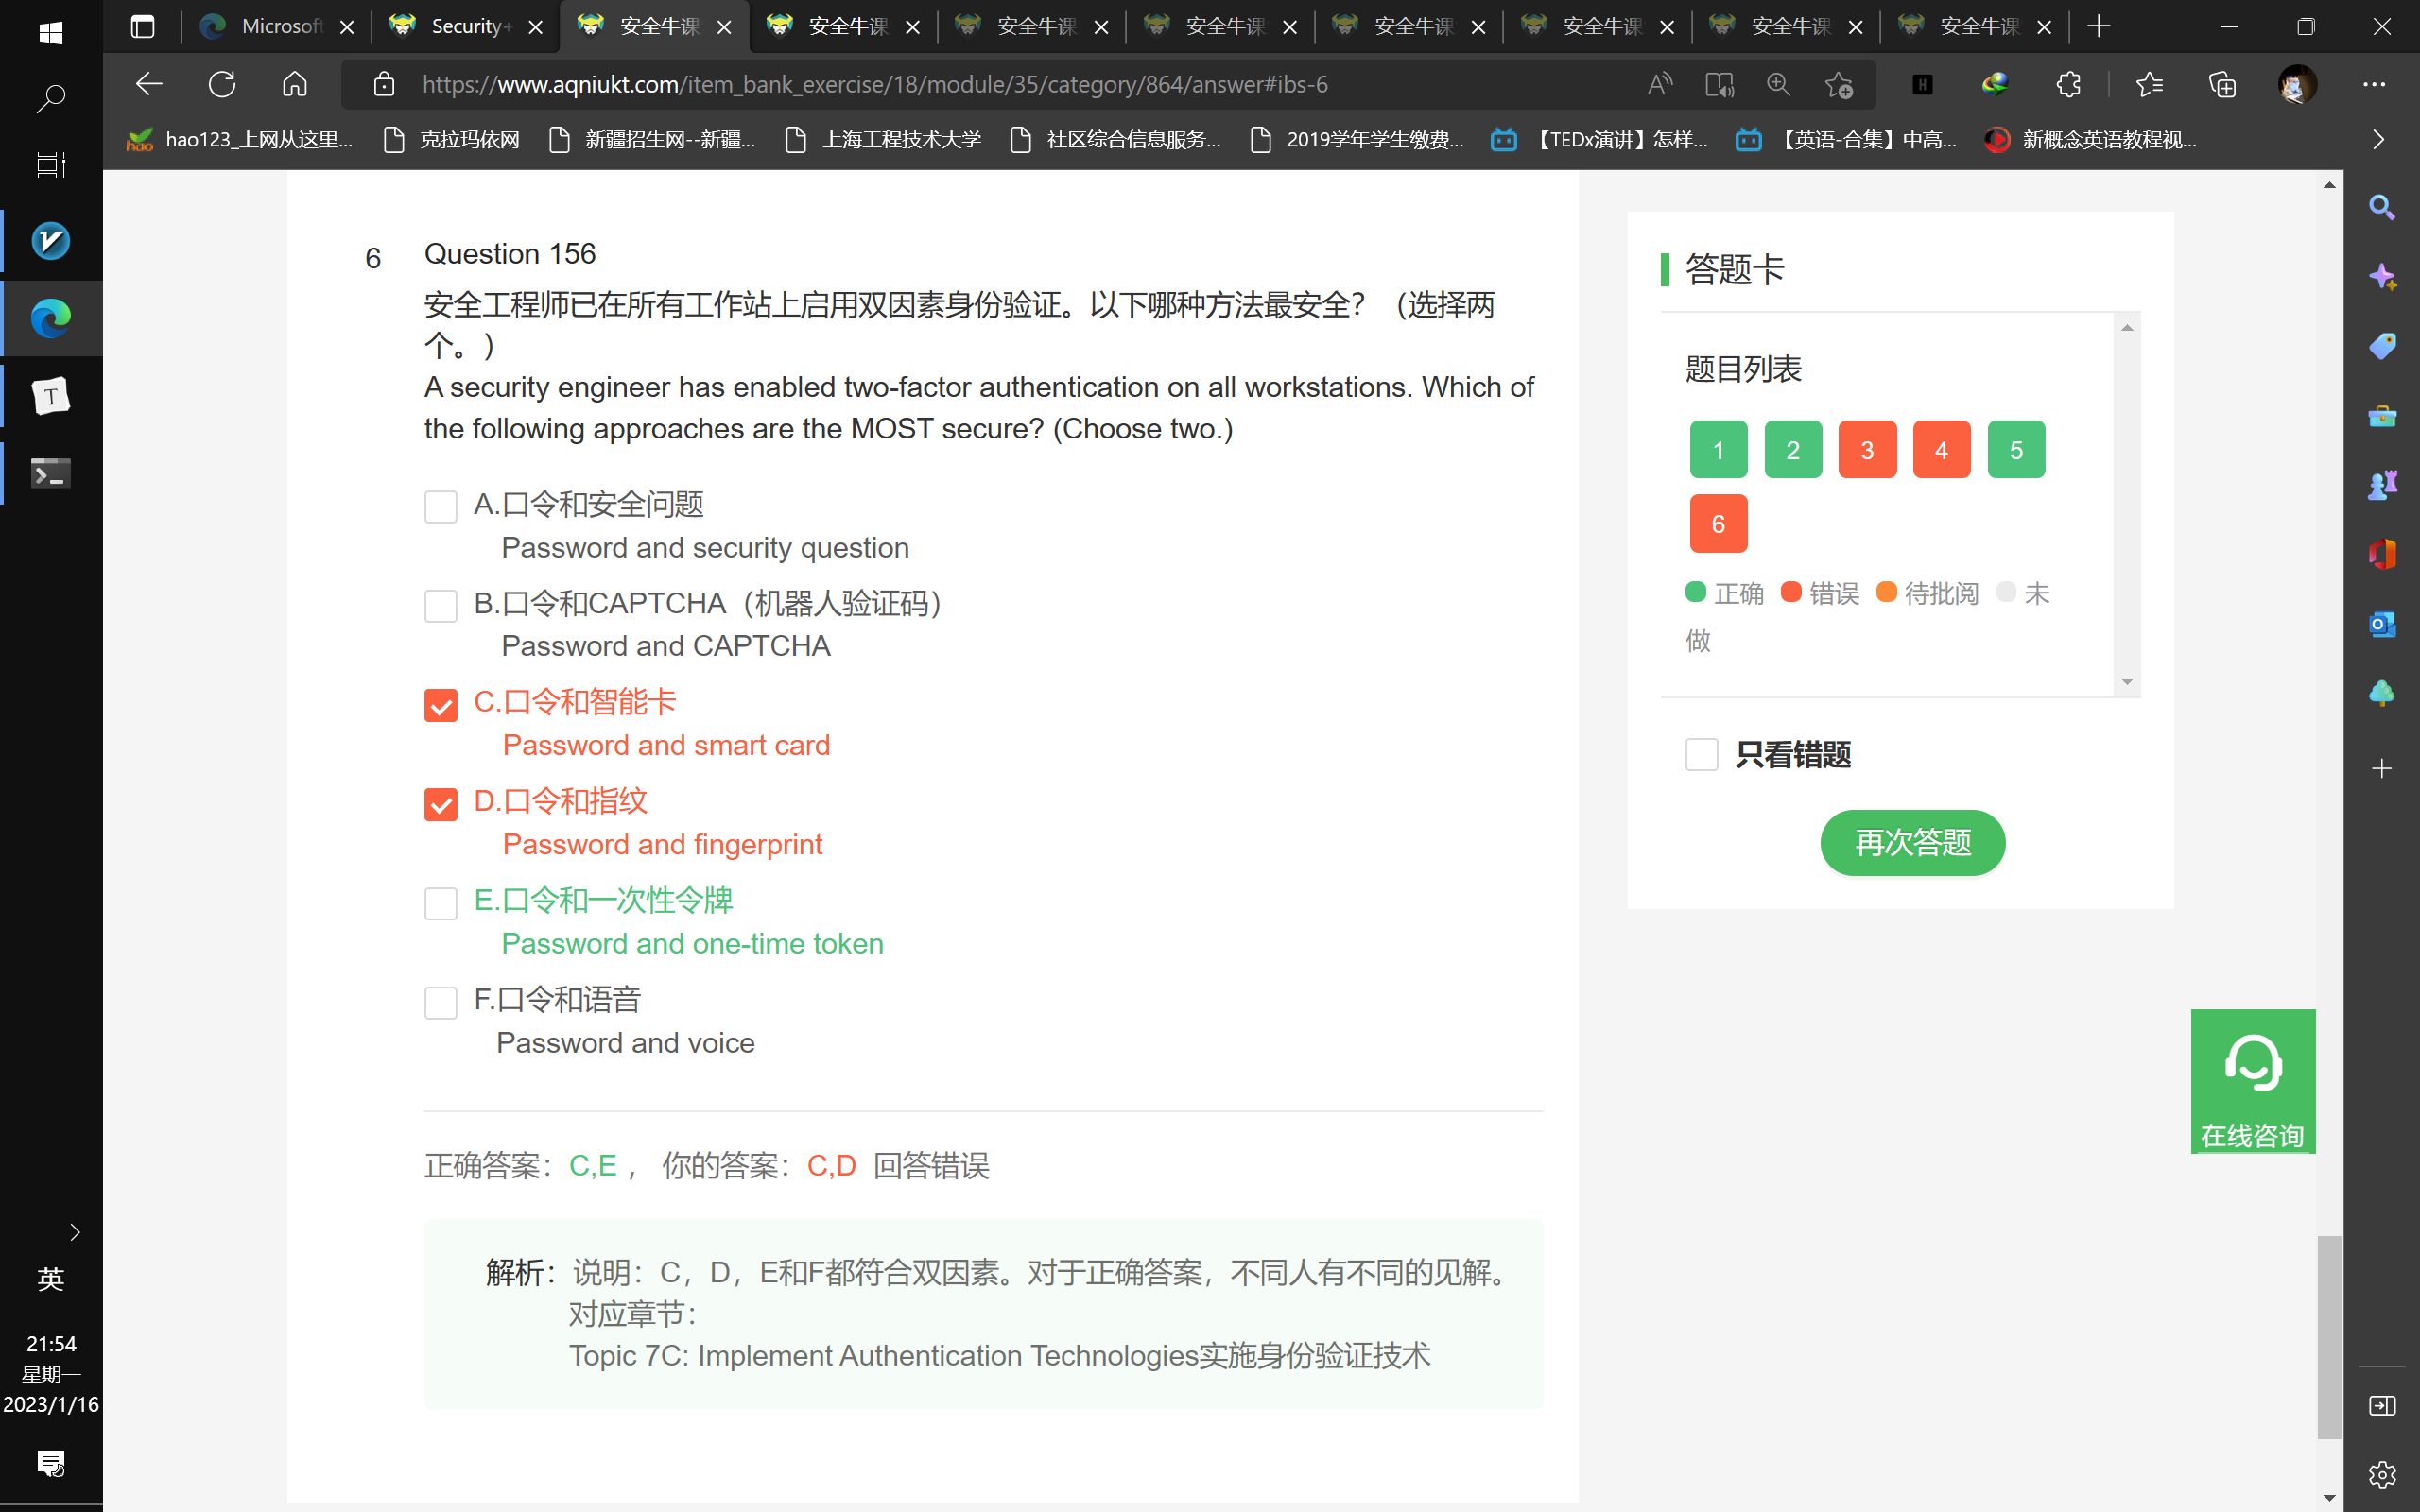 Microsoft
Security+
安全牛课
安全牛课
安全牛课
安全牛课
安全牛课
安全牛课
安全牛课
安全牛课
https://www.aqniukt.com/item_bank_exercise/18/module/35/category/864/answer#ibs-6
hao123_上网从这里...
克拉玛依网
新疆招生网--新疆...
上海工程技术大学
社区综合信息服务...
2019学年学生缴费...
【TEDx演讲】怎样...
【英语-合集】中高...
新概念英语教程视...
6
Question 156
安全工程师已在所有工作站上启用双因素身份验证。以下哪种方法最安全？（选择两
个。）
A security engineer has enabled two-factor authentication on all workstations. Which of
the following approaches are the MOST secure? (Choose two.)
A.口令和安全问题
Password and security question
B.口令和CAPTCHA（机器人验证码）
Password and CAPTCHA
C.口令和智能卡
Password and smart card
D.口令和指纹
Password and fingerprint
E.口令和一次性令牌
Password and one-time token
F.口令和语音
Password and voice
正确答案：C,E ， 你的答案：C,D 回答错误
解析：说明：C，D，E和F都符合双因素。对于正确答案，不同人有不同的见解。
对应章节：
Topic 7C: Implement Authentication Technologies实施身份验证技术
答题卡
题目列表
1 2 3 4 5
6
正确 错误 待批阅 未
做
只看错题
再次答题
在线咨询
英
21:54
星期一
2023/1/16